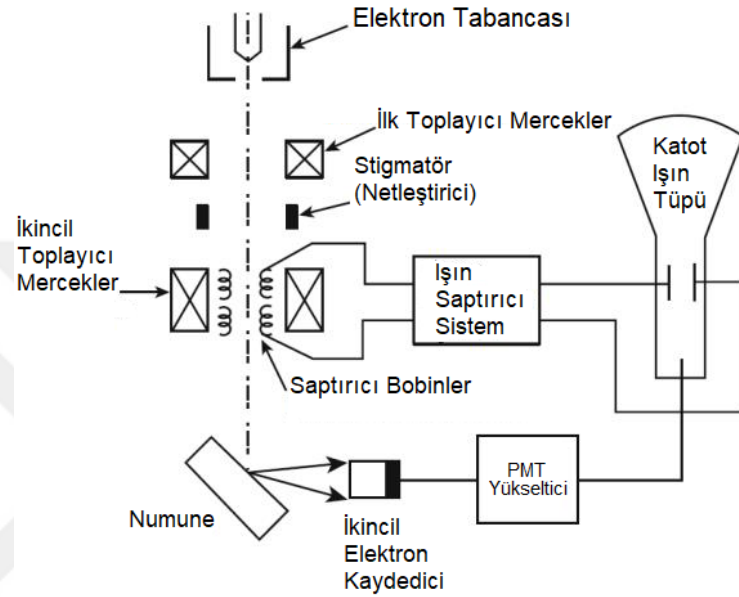 Elektron Tabancası
İlk Toplayıcı Mercekler
Stigmatör
(Netleştirici)
Katot
Işın
Tüpü
İkincil
Toplayıcı
Mercekler
Işın
Saptırıcı
Sistem
Saptırıcı Bobinler
Numune
İkincil
Elektron
Kaydedici
PMT
Yükseltici